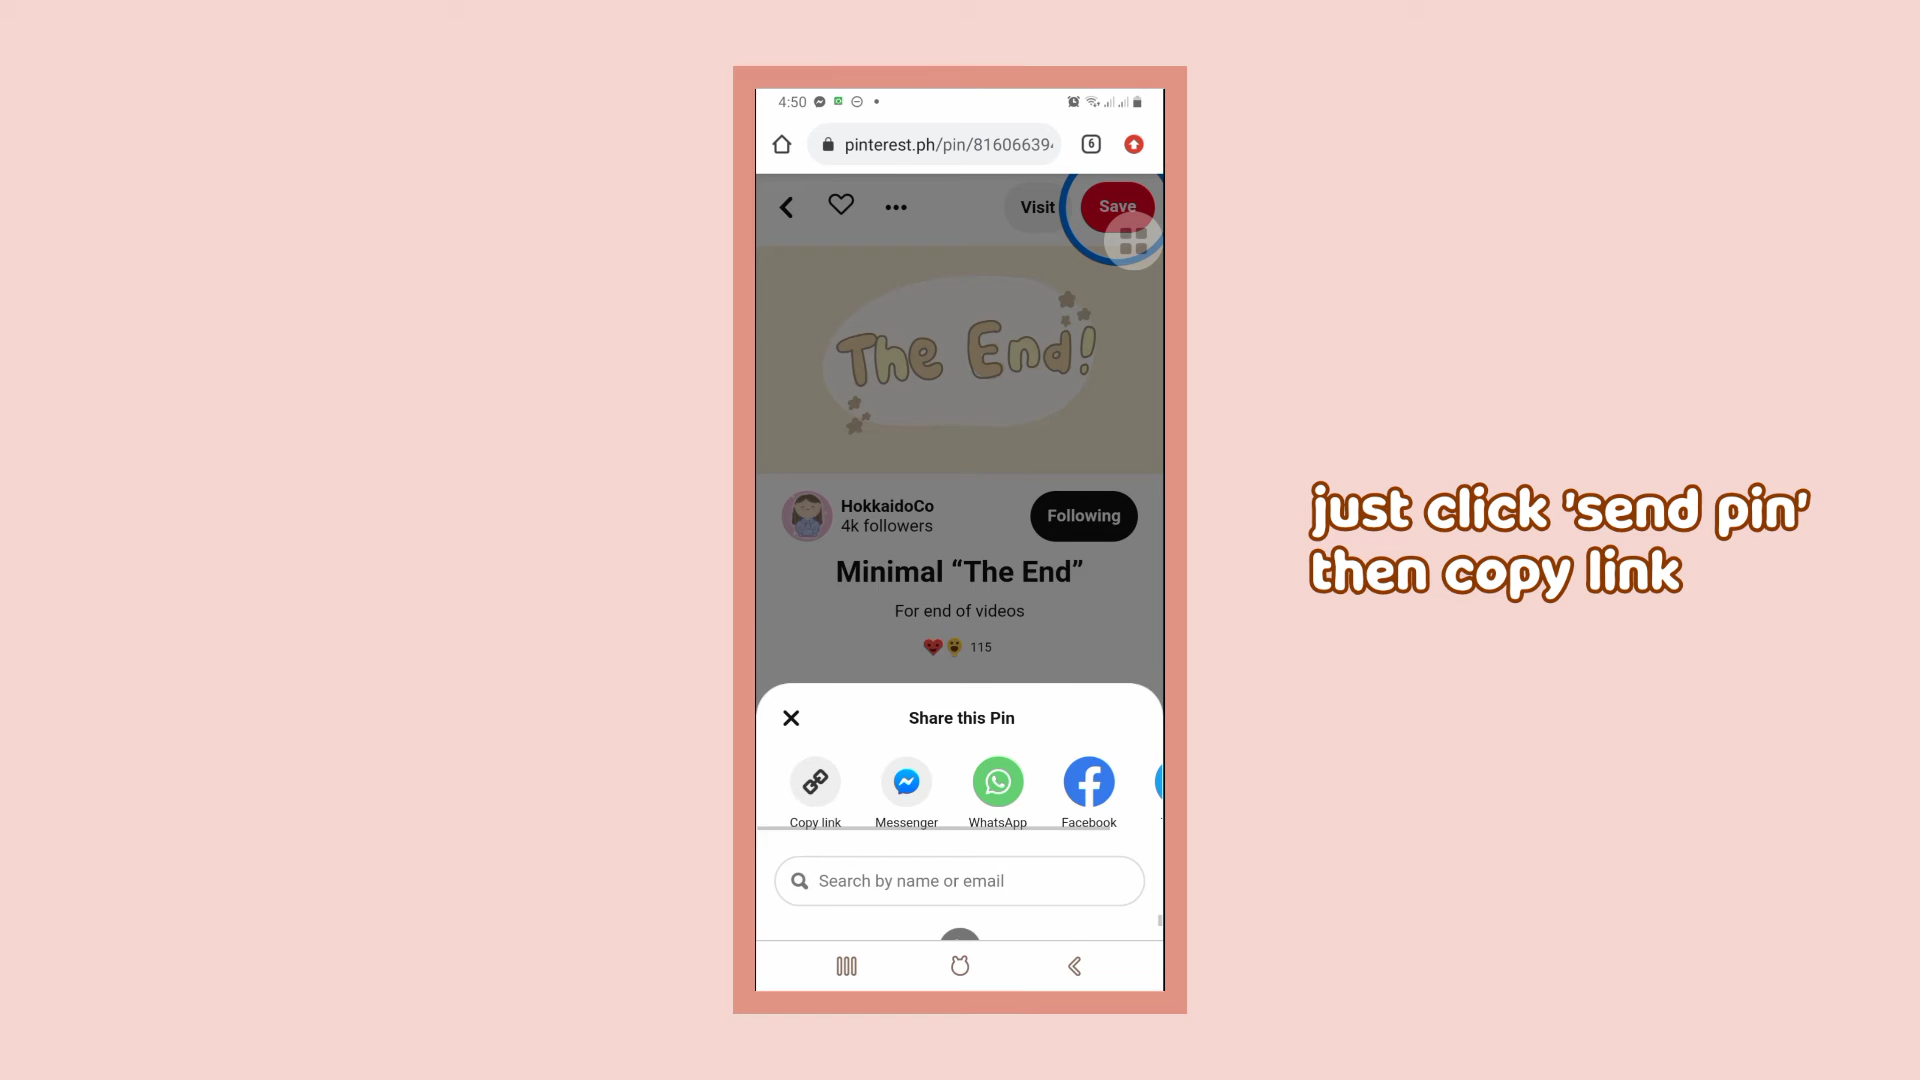 4:50
pinterest.ph/pin/81606639
6
Visit
Save
The End!
HokkaidoCo
4k followers
Following
Minimal “The End”
For end of videos
115
just click 'send pin'
then copy link
Share this Pin
Copy link
Messenger
WhatsApp
Facebook
Search by name or email